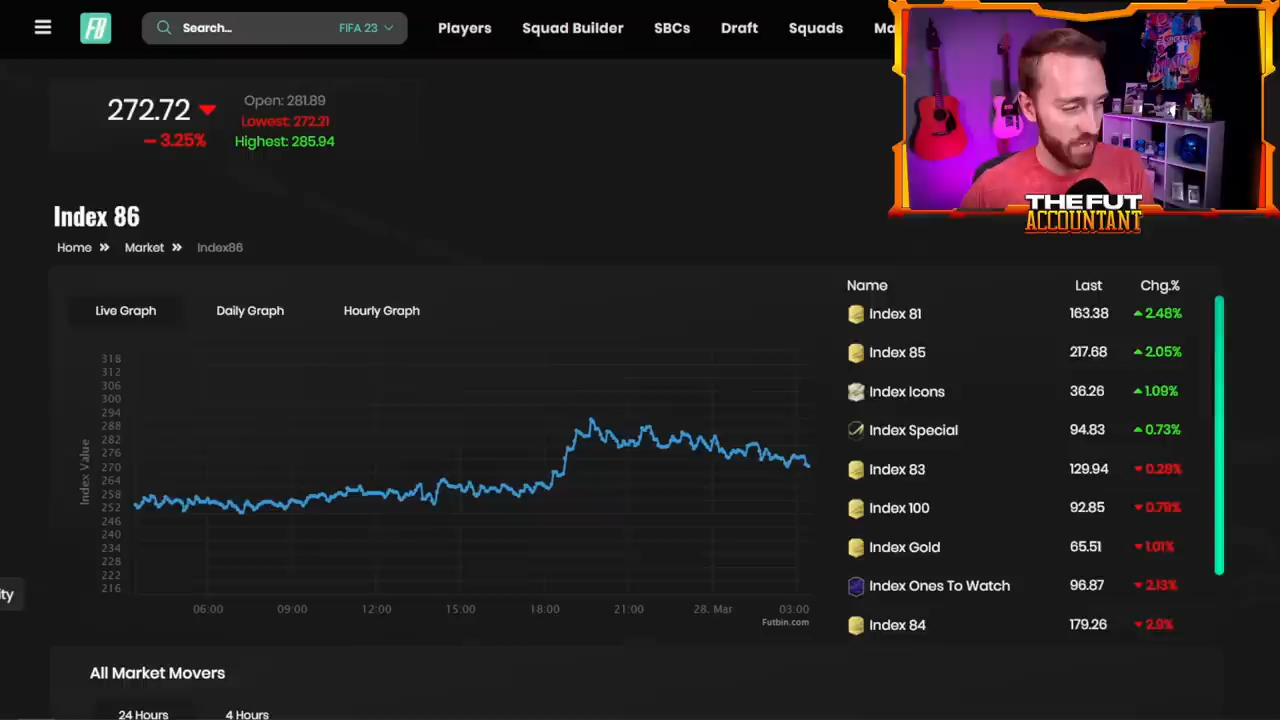 FB
Search...
FIFA 23
Players
Squad Builder
SBCs
Draft
Squads
272.72
– 3.25%
Open: 281.89
Lowest: 272.21
Highest: 285.94
THE FUT
ACCOUNTANT
Index 86
Home
Market
Index86
Live Graph
Daily Graph
Hourly Graph
318
312
306
300
294
288
282
276
270
264
258
252
246
240
234
228
222
216
Index Value
06:00
09:00
12:00
15:00
18:00
21:00
28. Mar
03:00
Futbin.com
Name Last Chg.%
Index 81 163.38 2.48%
Index 85 217.68 2.05%
Index Icons 36.26 1.09%
Index Special 94.83 0.73%
Index 83 129.94 0.28%
Index 100 92.85 0.79%
Index Gold 65.51 1.01%
Index Ones To Watch 96.87 2.13%
Index 84 179.26 2.9%
ity
All Market Movers
24 Hours
4 Hours